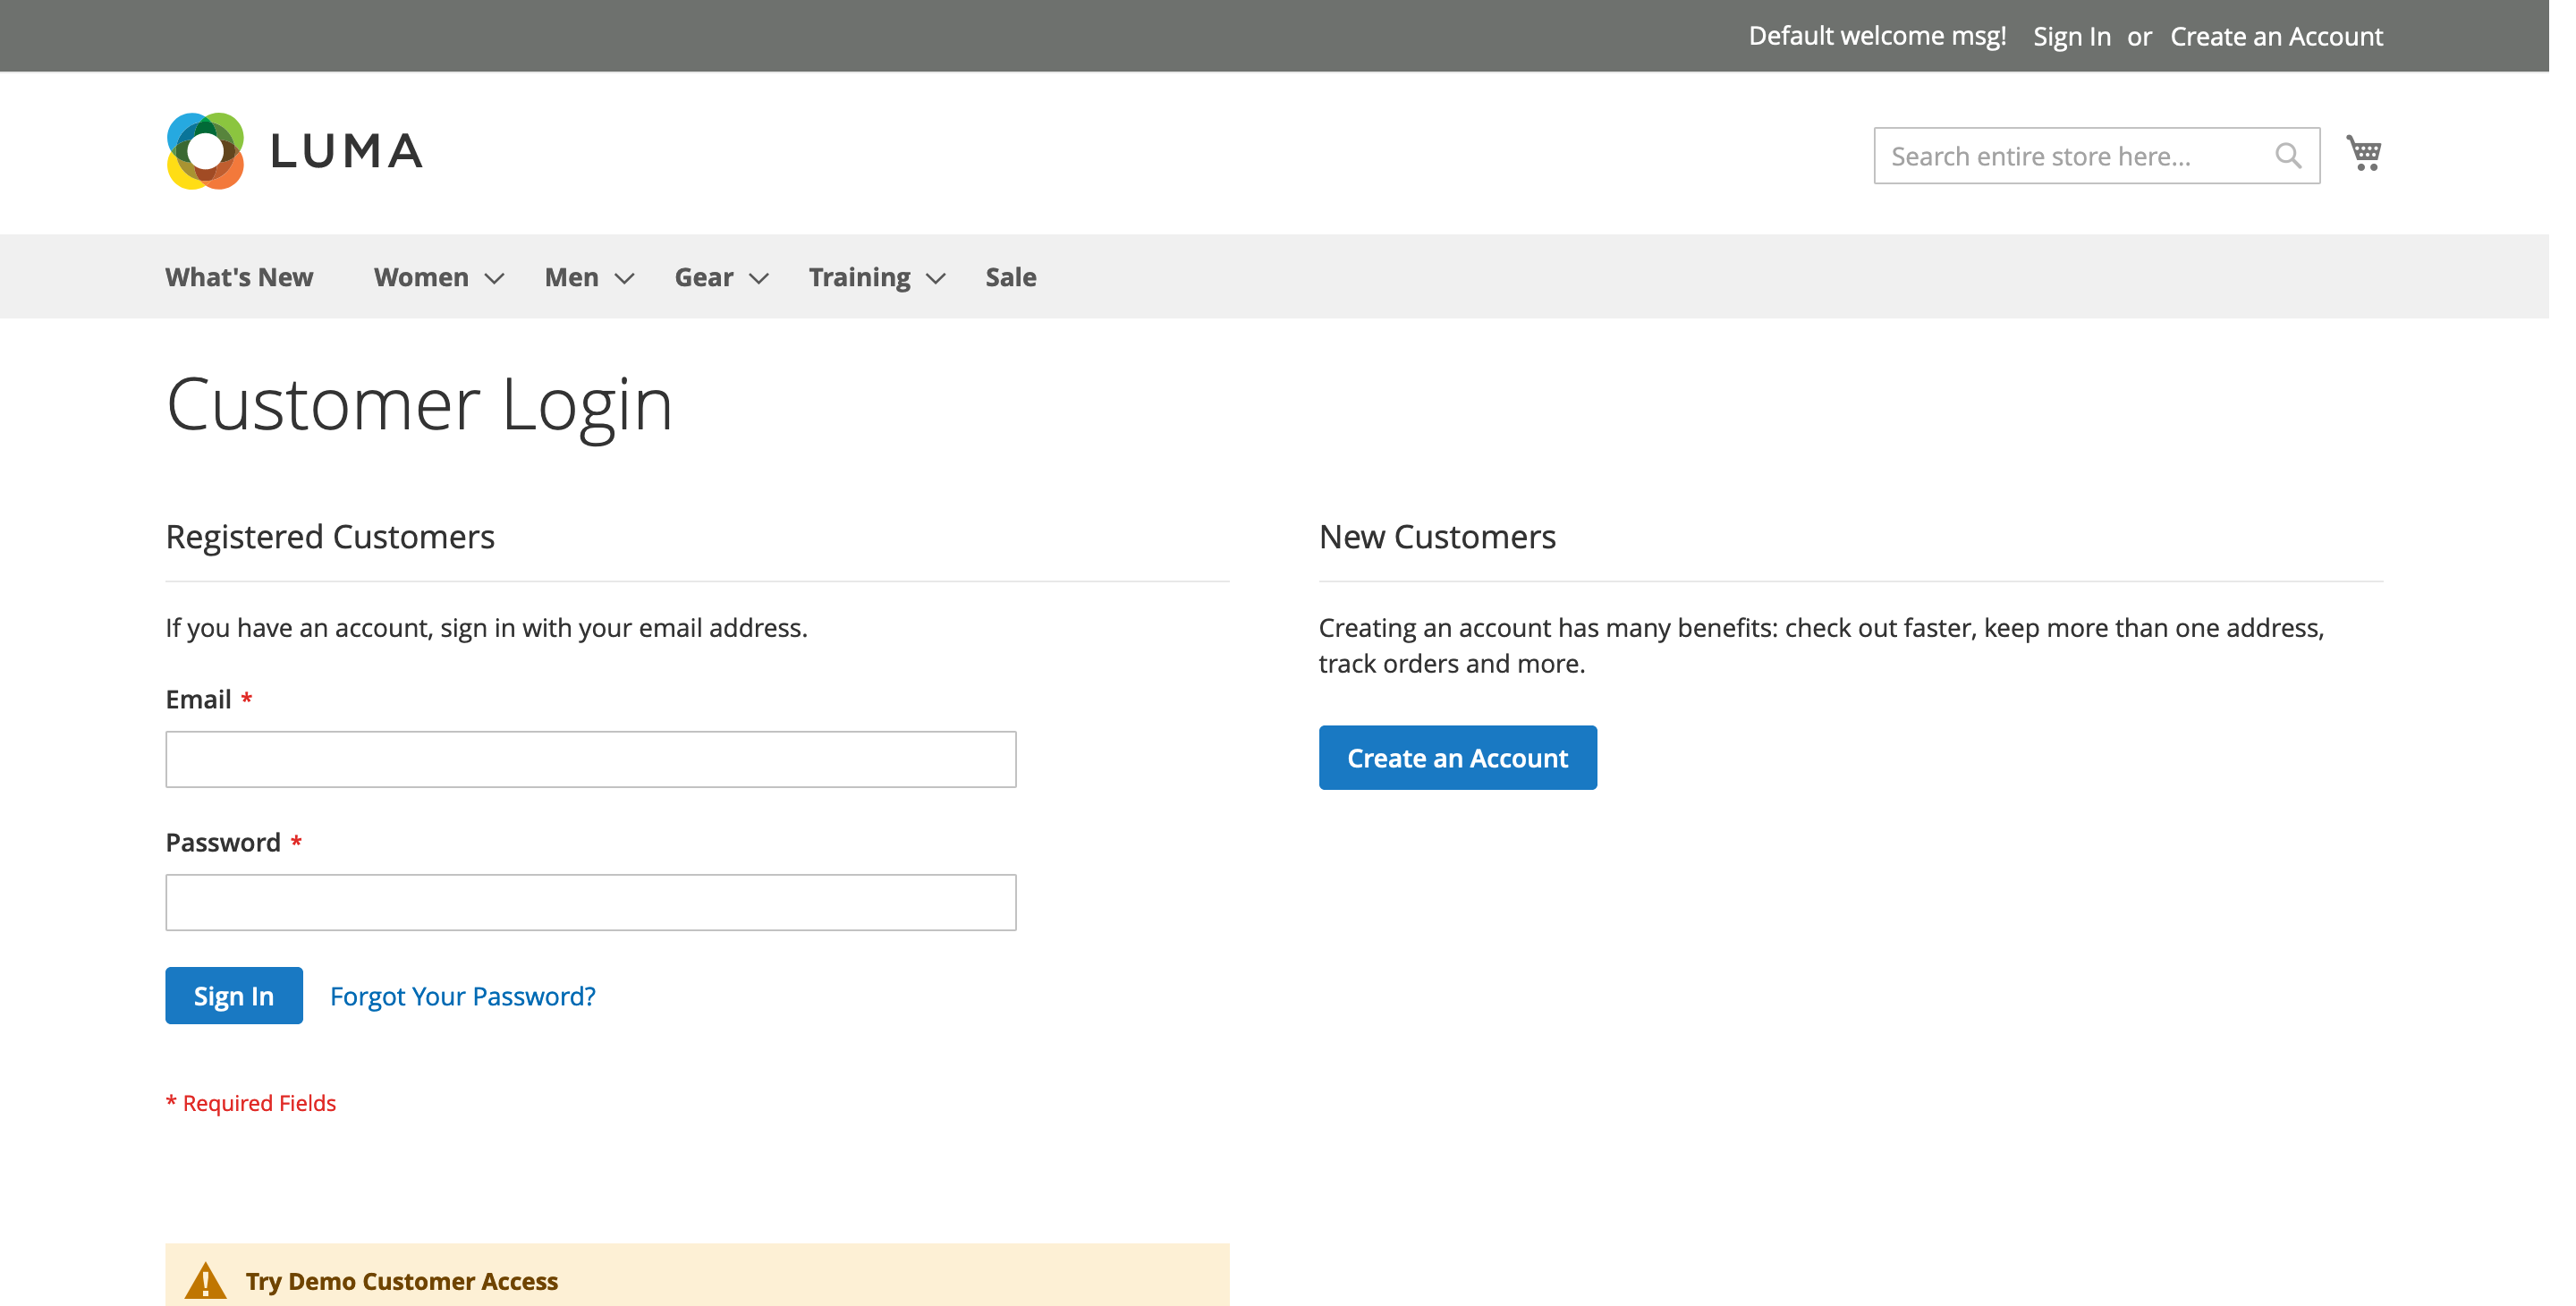 Default welcome msg! Sign In or Create an Account
LUMA
Search entire store here...
What's New Women Men Gear Training Sale
Customer Login
Registered Customers
If you have an account, sign in with your email address.
Email *
Password *
Sign In Forgot Your Password?
* Required Fields
New Customers
Creating an account has many benefits: check out faster, keep more than one address,
track orders and more.
Create an Account
Try Demo Customer Access